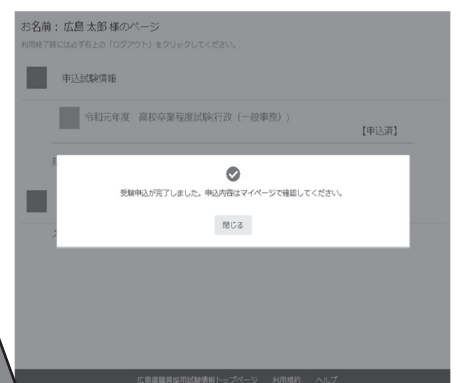 お名前： 広島 太郎 様のページ
利用終了時には必ず右上の「ログアウト」をクリックしてください。
申込試験情報
令和元年度 高校卒業程度試験(行政（一般事務）)
【申込済】
受験申込が完了しました。申込内容はマイページで確認してください。
閉じる
広島県職員採用試験情報トップページ 利用規約 ヘルプ